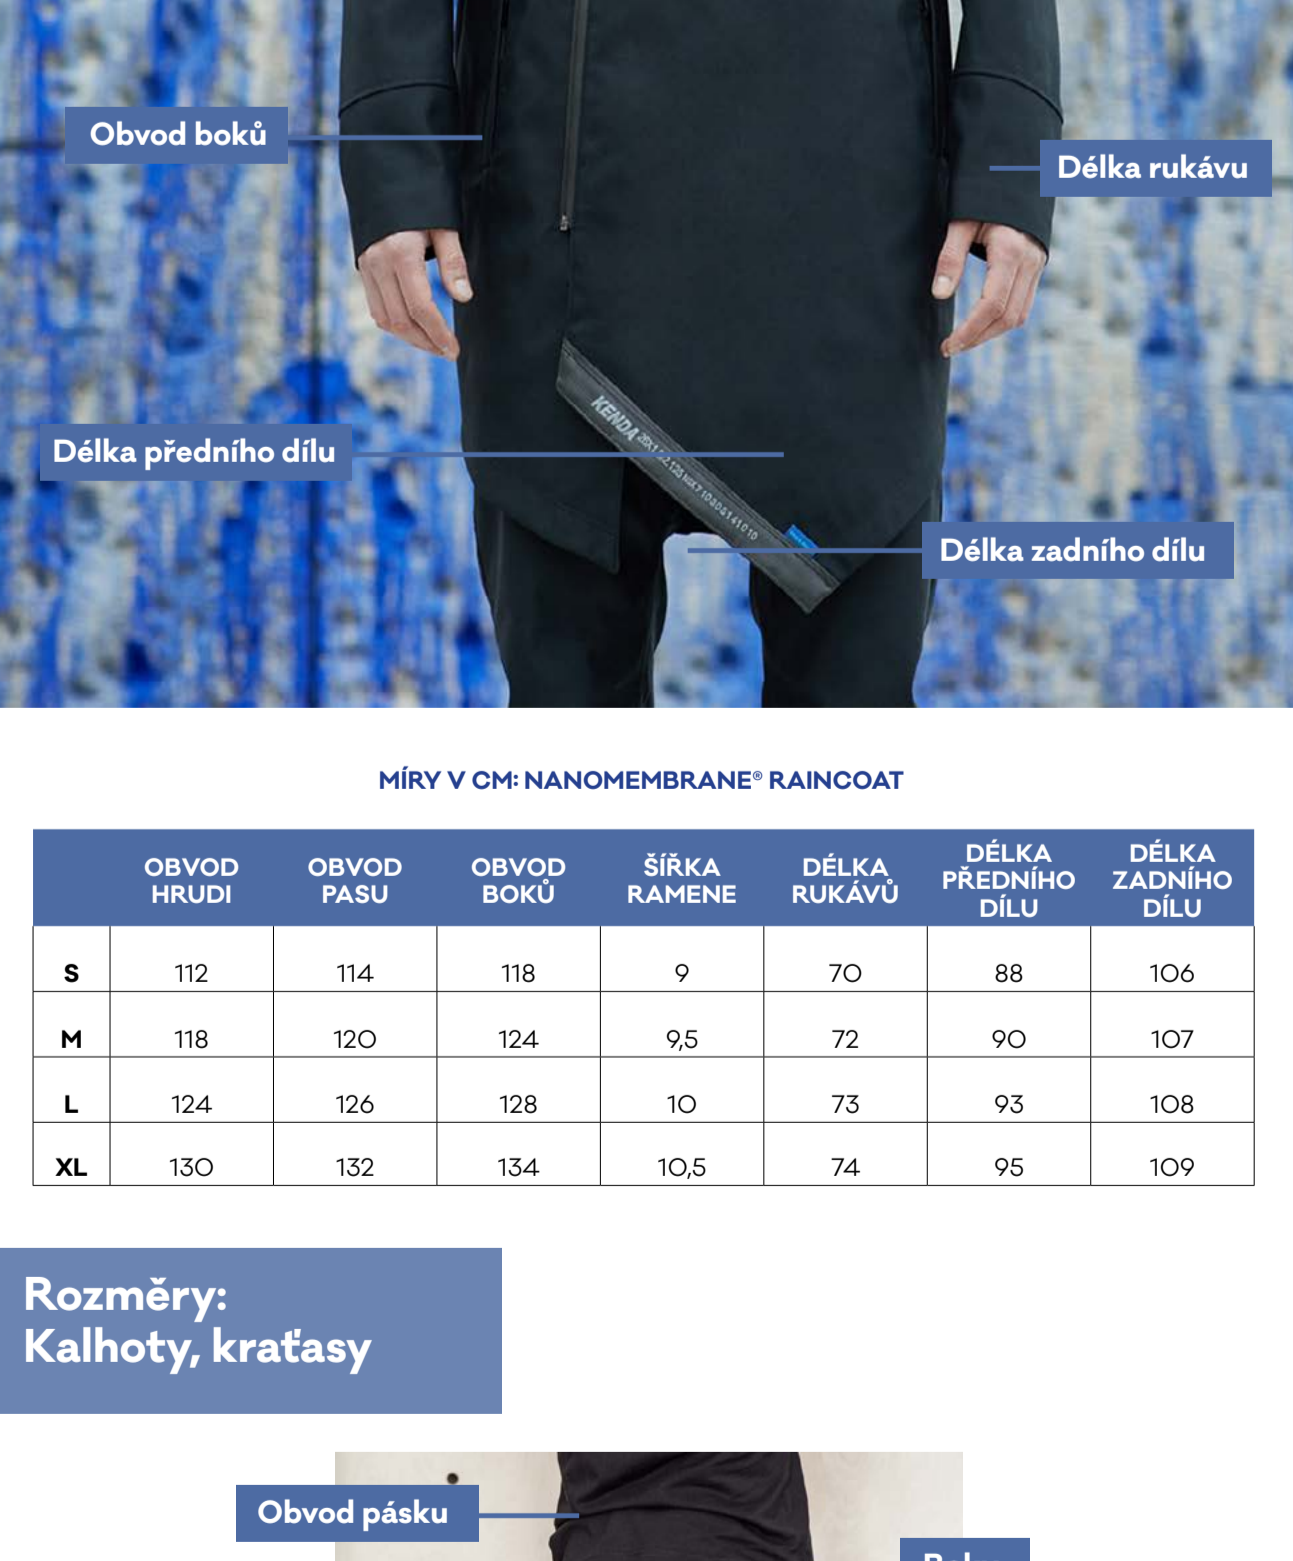 Obvod boků
Délka rukávu
KENDA
Délka předního dílu
Délka zadního dílu
MÍRY V CM: NANOMEMBRANE® RAINCOAT
OBVOD HRUDI OBVOD PASU OBVOD BOKŮ ŠÍŘKA RAMENE DÉLKA RUKÁVŮ DÉLKA PŘEDNÍHO DÍLU DÉLKA ZADNÍHO DÍLU
S 112 114 118 9 70 88 106
M 118 120 124 9,5 72 90 107
L 124 126 128 10 73 93 108
XL 130 132 134 10,5 74 95 109
Rozměry:
Kalhoty, kraťasy
Obvod pásku